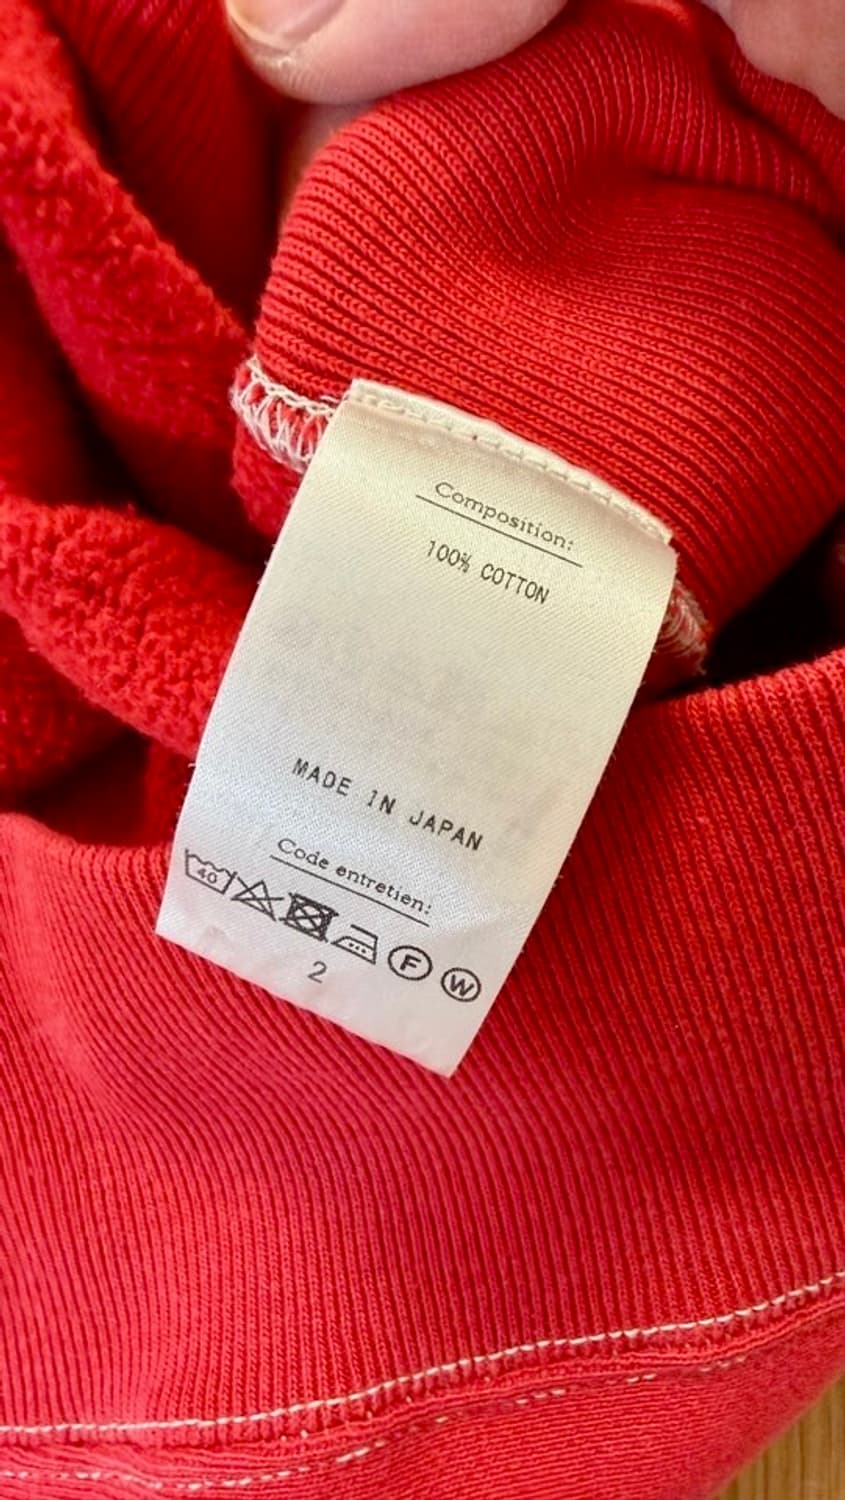 Composition:
100% COTTON
MADE IN JAPAN
Code entretien:
40 F W
2